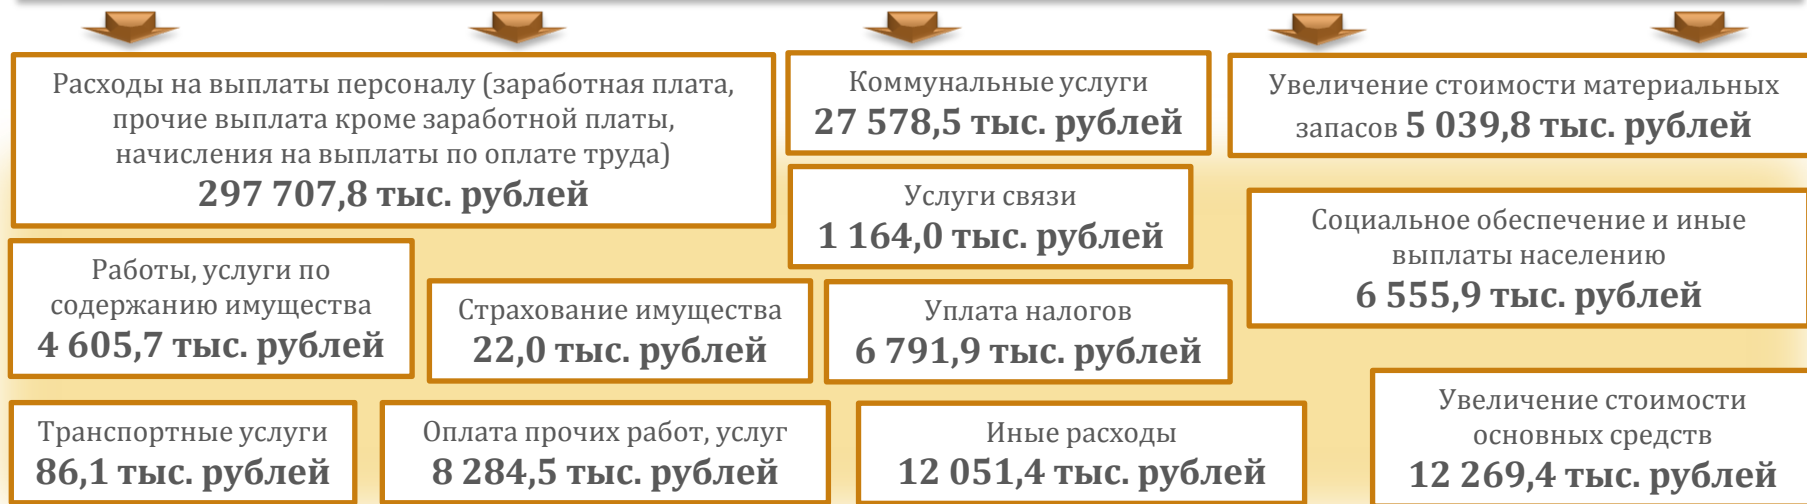 Расходы на выплаты персоналу (заработная плата,
прочие выплата кроме заработной платы,
начисления на выплаты по оплате труда)
297 707,8 тыс. рублей
Коммунальные услуги
27 578,5 тыс. рублей
Увеличение стоимости материальных
запасов 5 039,8 тыс. рублей
Услуги связи
1 164,0 тыс. рублей
Социальное обеспечение и иные
выплаты населению
6 555,9 тыс. рублей
Работы, услуги по
содержанию имущества
4 605,7 тыс. рублей
Страхование имущества
22,0 тыс. рублей
Уплата налогов
6 791,9 тыс. рублей
Транспортные услуги
86,1 тыс. рублей
Оплата прочих работ, услуг
8 284,5 тыс. рублей
Иные расходы
12 051,4 тыс. рублей
Увеличение стоимости
основных средств
12 269,4 тыс. рублей